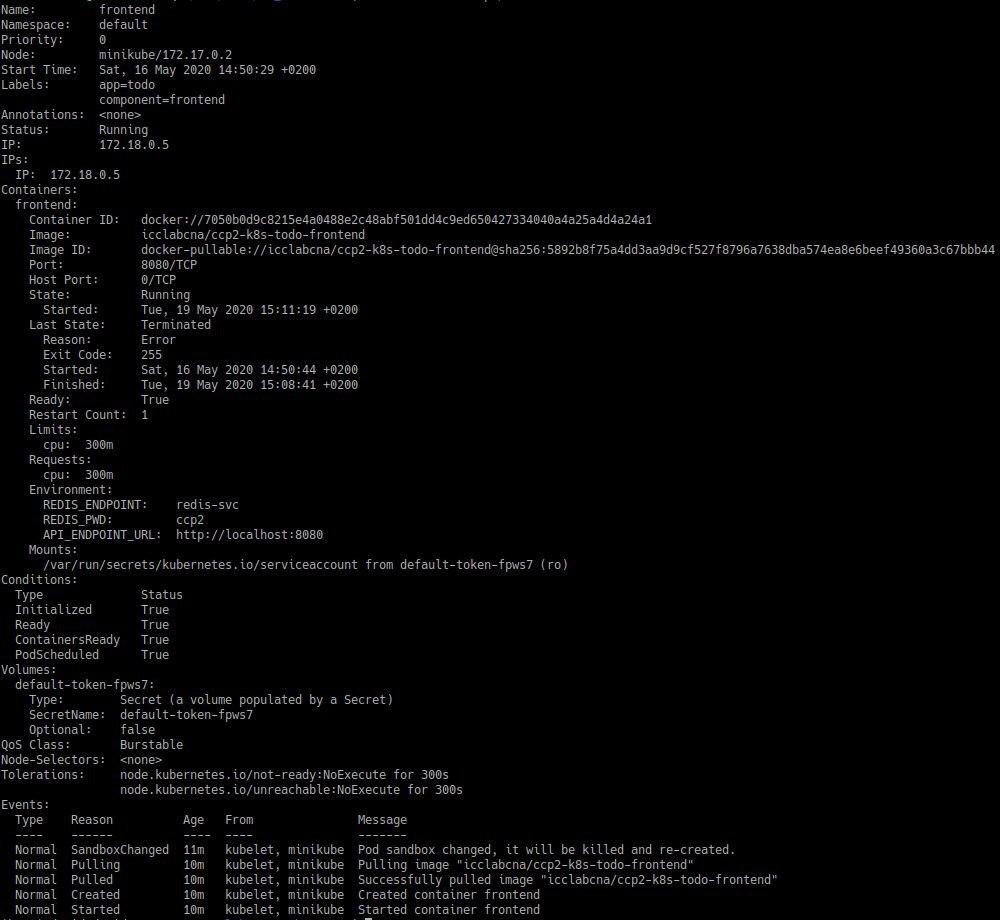 Name:         frontend
Namespace:    default
Priority:     0
Node:         minikube/172.17.0.2
Start Time:   Sat, 16 May 2020 14:50:29 +0200
Labels:       app=todo
              component=frontend
Annotations:  <none>
Status:       Running
IP:           172.18.0.5
IPs:
  IP:  172.18.0.5
Containers:
  frontend:
    Container ID:   docker://7050b0d9c8215e4a0488e2c48abf501dd4c9ed650427334040a4a25a4d4a24a1
    Image:          icclabcna/ccp2-k8s-todo-frontend
    Image ID:       docker-pullable://icclabcna/ccp2-k8s-todo-frontend@sha256:5892b8f75a4dd3aa9d9cf527f8796a7638dba574ea8e6beef49360a3c67bbb44
    Port:           8080/TCP
    Host Port:      0/TCP
    State:          Running
      Started:      Tue, 19 May 2020 15:11:19 +0200
    Last State:     Terminated
      Reason:       Error
      Exit Code:    255
      Started:      Sat, 16 May 2020 14:50:44 +0200
      Finished:     Tue, 19 May 2020 15:08:41 +0200
    Ready:          True
    Restart Count:  1
    Limits:
      cpu:  300m
    Requests:
      cpu:  300m
    Environment:
      REDIS_ENDPOINT:    redis-svc
      REDIS_PWD:         ccp2
      API_ENDPOINT_URL:  http://localhost:8080
    Mounts:
      /var/run/secrets/kubernetes.io/serviceaccount from default-token-fpws7 (ro)
Conditions:
  Type              Status
  Initialized       True
  Ready             True
  ContainersReady   True
  PodScheduled      True
Volumes:
  default-token-fpws7:
    Type:        Secret (a volume populated by a Secret)
    SecretName:  default-token-fpws7
    Optional:    false
QoS Class:       Burstable
Node-Selectors:  <none>
Tolerations:     node.kubernetes.io/not-ready:NoExecute for 300s
                 node.kubernetes.io/unreachable:NoExecute for 300s
Events:
  Type    Reason          Age   From               Message
  ----    ------          ----  ----               -------
  Normal  SandboxChanged  11m   kubelet, minikube  Pod sandbox changed, it will be killed and re-created.
  Normal  Pulling         10m   kubelet, minikube  Pulling image "icclabcna/ccp2-k8s-todo-frontend"
  Normal  Pulled          10m   kubelet, minikube  Successfully pulled image "icclabcna/ccp2-k8s-todo-frontend"
  Normal  Created         10m   kubelet, minikube  Created container frontend
  Normal  Started         10m   kubelet, minikube  Started container frontend